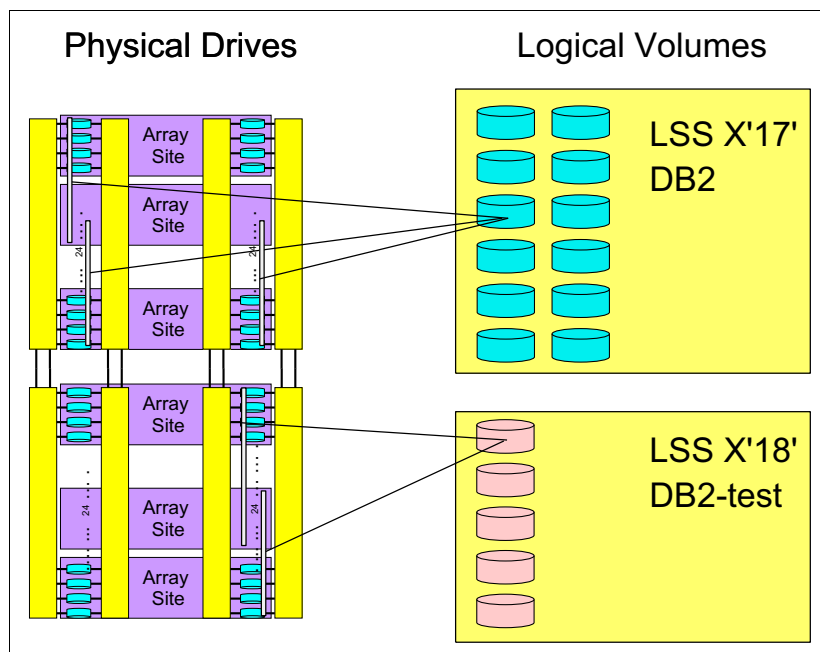 Physical Drives
Logical Volumes
Array
Site
Array
Site
24
24
Array
Site
LSS X'17'
DB2
Array
Site
Array
Site
24
24
Array
Site
LSS X'18'
DB2-test